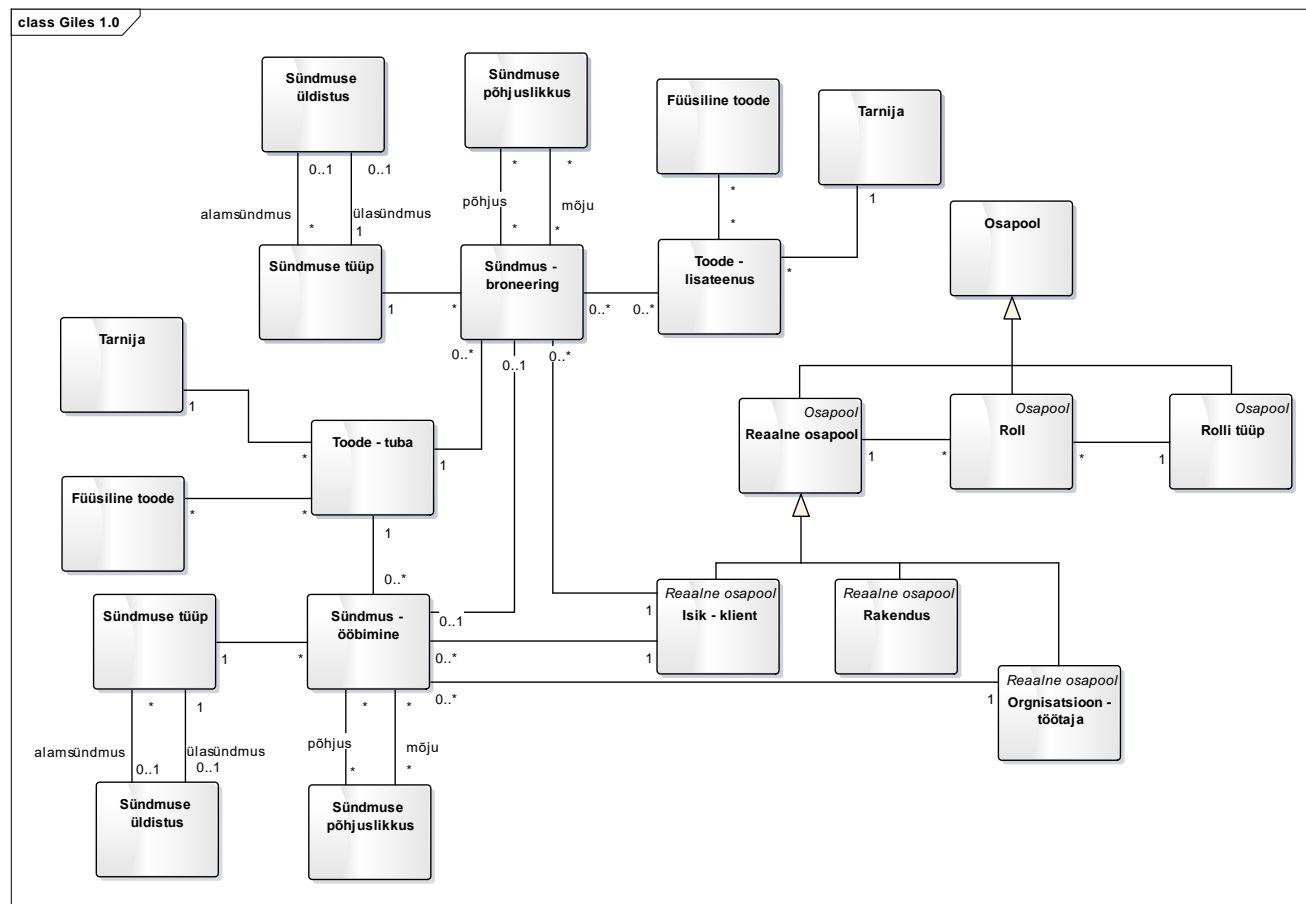 class Giles 1.0
Sündmuse
üldistus
Sündmuse
põhjuslikkus
Füüsiline toode
Tarnija
0..1
0..1
*
*
*
1
alamsündmus
ülasündmus
põhjus
mõju
*
1
*
*
*
Osapool
Sündmuse tüüp
Sündmus -
broneering
Toode -
lisateenus
*
1
*
0..*
0..*
Tarnija
0..*
0..1
0..*
1
Osapool
Reaalne osapool
Osapool
Roll
Osapool
Rolli tüüp
Toode - tuba
*
1
1
*
*
1
Füüsiline toode
*
*
1
0..*
Sündmuse tüüp
Sündmus -
ööbimine
Reaalne osapool
Isik - klient
Reaalne osapool
Rakendus
0..1
1
1
*
0..*
1
Reaalne osapool
Orgnisatsioon -
töötaja
0..*
1
*
1
*
*
alamsündmus
ülasündmus
põhjus
mõju
0..1
0..1
*
*
Sündmuse
üldistus
Sündmuse
põhjuslikkus